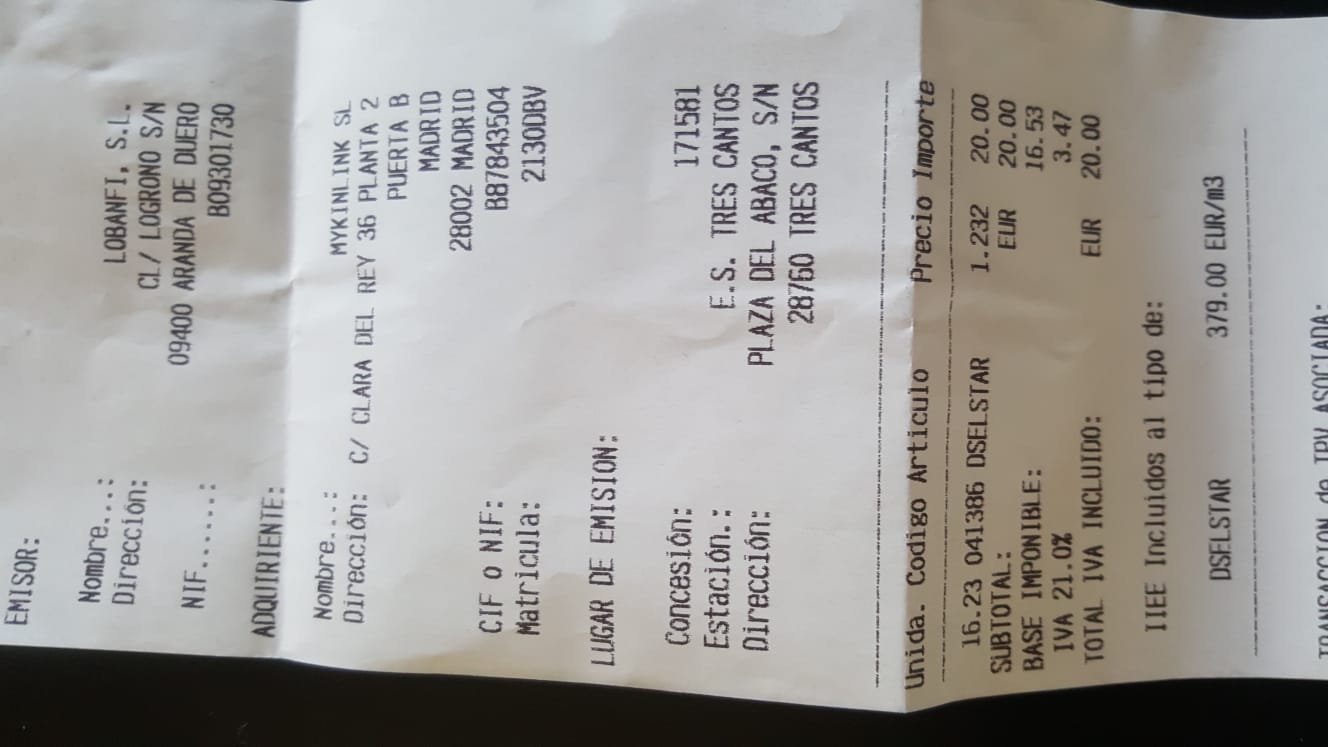 EMISOR:
Nombre...: LOBANFI, S.L.
Dirección: CL/ LOGRONO S/N
09400 ARANDA DE DUERO
NIF.......: B09301730
ADQUIRIENTE:
Nombre...: MYKINLINK SL
Dirección: C/ CLARA DEL REY 36 PLANTA 2
PUERTA B
MADRID
28002 MADRID
CIF o NIF: B87843504
Matricula: 2130DBV
LUGAR DE EMISION:
Concesión: 171581
Estación.: E.S. TRES CANTOS
Dirección: PLAZA DEL ABACO, S/N
28760 TRES CANTOS
Unida. Codigo Articulo Precio Importe
16.23 041386 DSELSTAR 1.232 20.00
SUBTOTAL: EUR 20.00
BASE IMPONIBLE: 16.53
IVA 21.0% 3.47
TOTAL IVA INCLUIDO: EUR 20.00
IIEE Incluidos al tipo de:
DSELSTAR 379.00 EUR/m3
TRANSACCION de TPV ASOCIADA: